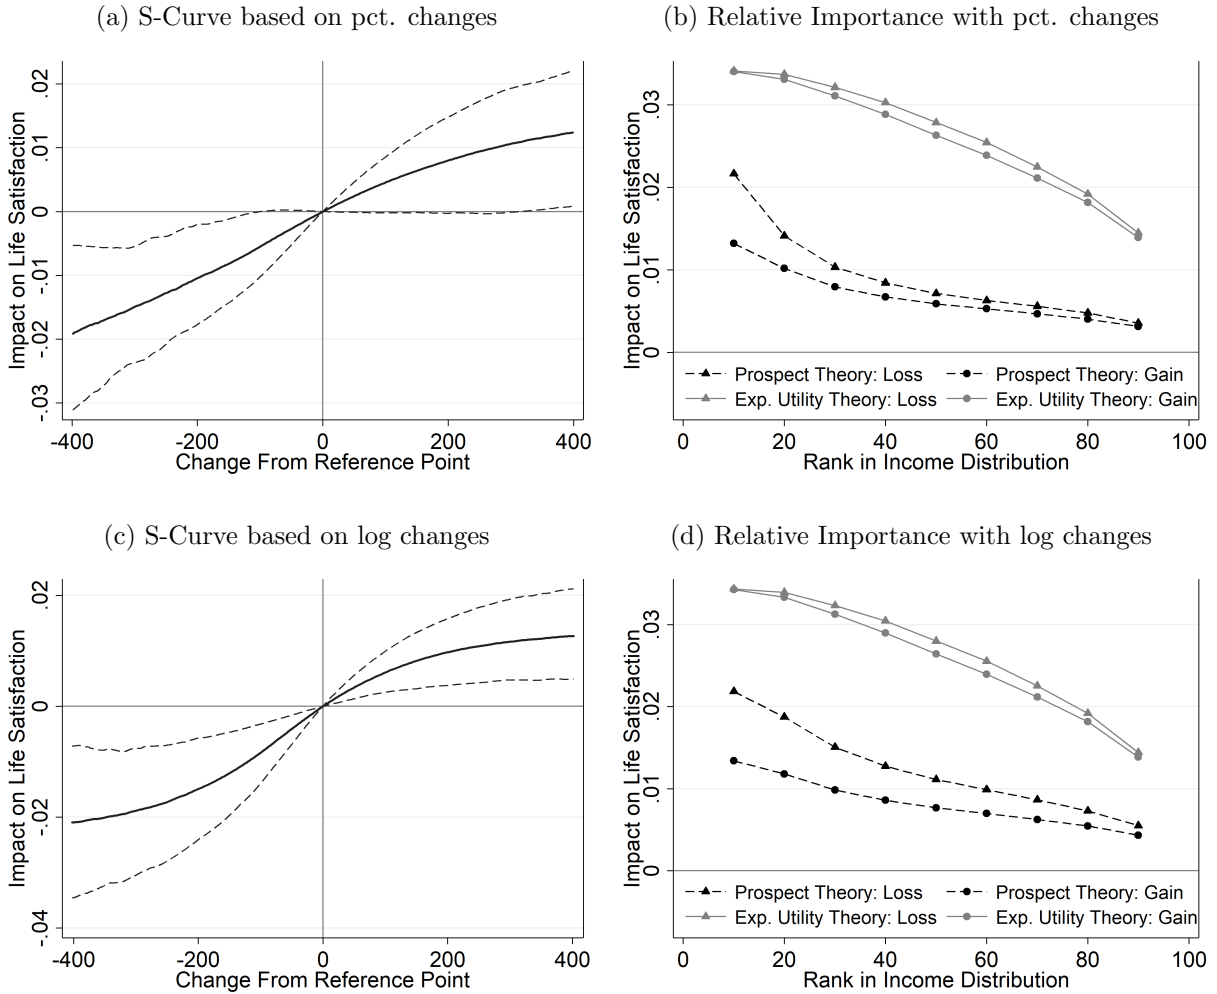 (a) S-Curve based on pct. changes
Impact on Life Satisfaction
.02
.01
0
-.01
-.02
-.03
-400 -200 0 200 400
Change From Reference Point
(b) Relative Importance with pct. changes
Impact on Life Satisfaction
.03
.02
.01
0
Prospect Theory: Loss Prospect Theory: Gain
Exp. Utility Theory: Loss Exp. Utility Theory: Gain
0 20 40 60 80 100
Rank in Income Distribution
(c) S-Curve based on log changes
Impact on Life Satisfaction
.02
0
-.02
-.04
-400 -200 0 200 400
Change From Reference Point
(d) Relative Importance with log changes
Impact on Life Satisfaction
.03
.02
.01
0
Prospect Theory: Loss Prospect Theory: Gain
Exp. Utility Theory: Loss Exp. Utility Theory: Gain
0 20 40 60 80 100
Rank in Income Distribution